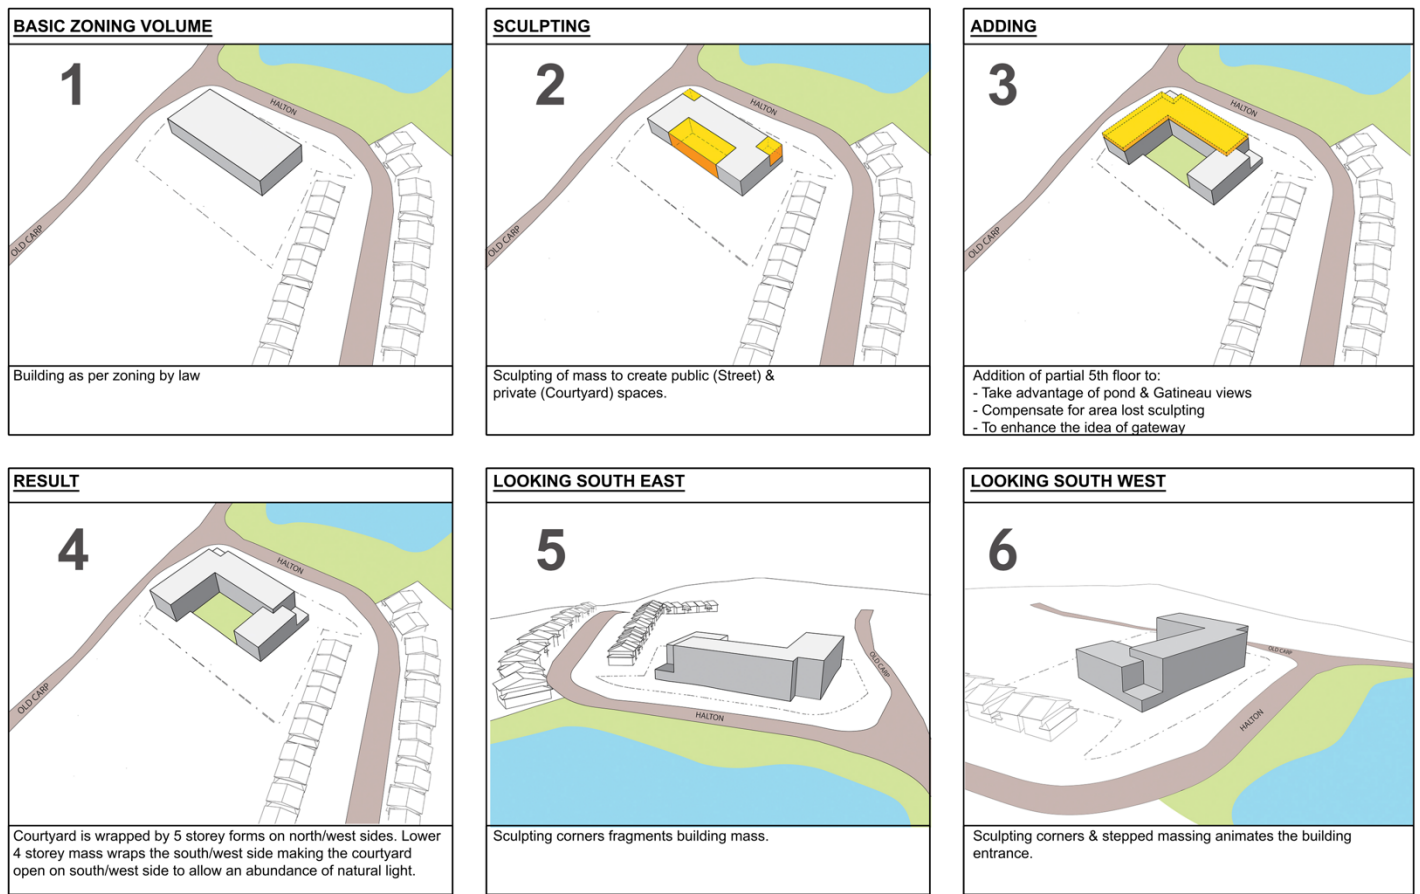 BASIC ZONING VOLUME
1
HALTON
OLD CARP
Building as per zoning by law
SCULPTING
2
HALTON
OLD CARP
Sculpting of mass to create public (Street) &
private (Courtyard) spaces.
ADDING
3
HALTON
OLD CARP
Addition of partial 5th floor to:
- Take advantage of pond & Gatineau views
- Compensate for area lost sculpting
- To enhance the idea of gateway
RESULT
4
HALTON
OLD CARP
Courtyard is wrapped by 5 storey forms on north/west sides. Lower
4 storey mass wraps the south/west side making the courtyard
open on south/west side to allow an abundance of natural light.
LOOKING SOUTH EAST
5
OLD CARP
HALTON
Sculpting corners fragments building mass.
LOOKING SOUTH WEST
6
OLD CARP
HALTON
Sculpting corners & stepped massing animates the building
entrance.